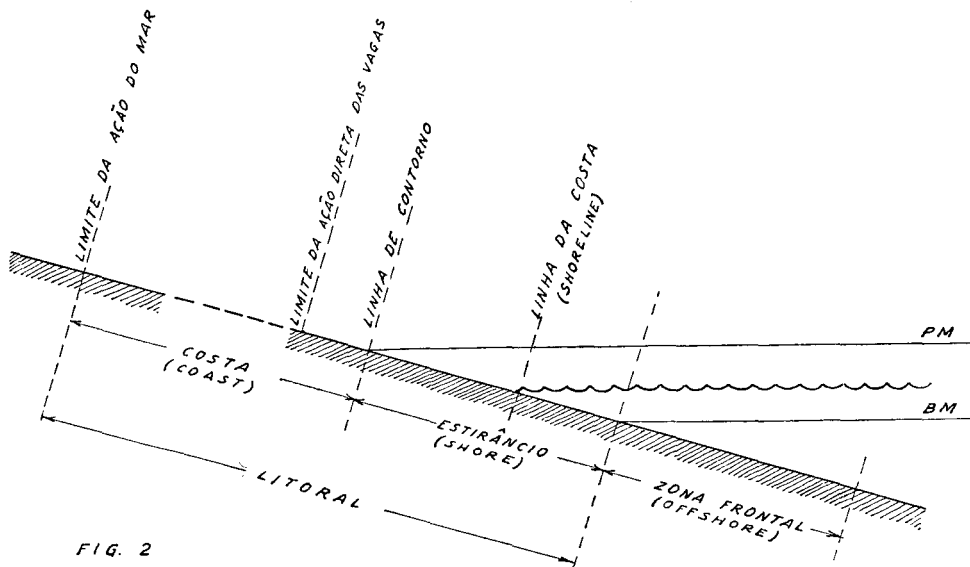 LIMITE DA AÇÃO DO MAR
LIMITE DA AÇÃO DIRETA DAS VAGAS
LINHA DE CONTORNO
LINHA DA COSTA
(SHORELINE)
PM
BM
COSTA
(COAST)
ESTIRÂNCIO
(SHORE)
ZONA FRONTAL
(OFFSHORE)
LITORAL
FIG. 2